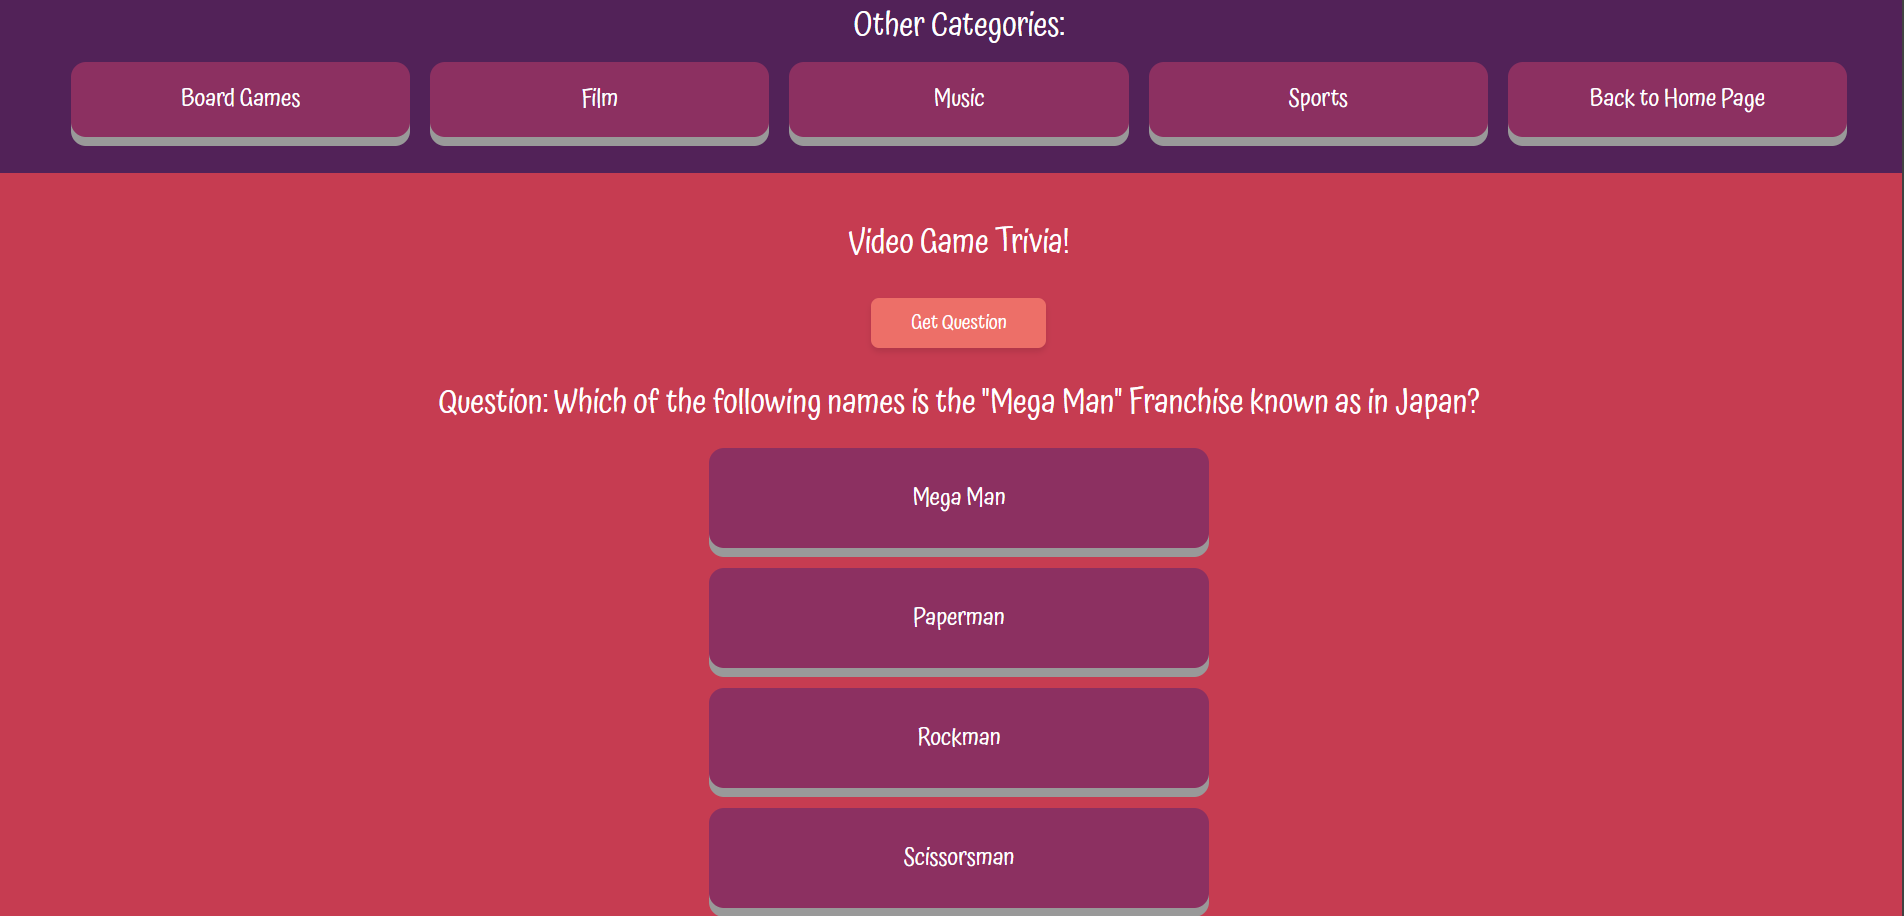 Other Categories:
Board Games
Film
Music
Sports
Back to Home Page
Video Game Trivia!
Get Question
Question: Which of the following names is the "Mega Man" Franchise known as in Japan?
Mega Man
Paperman
Rockman
Scissorsman